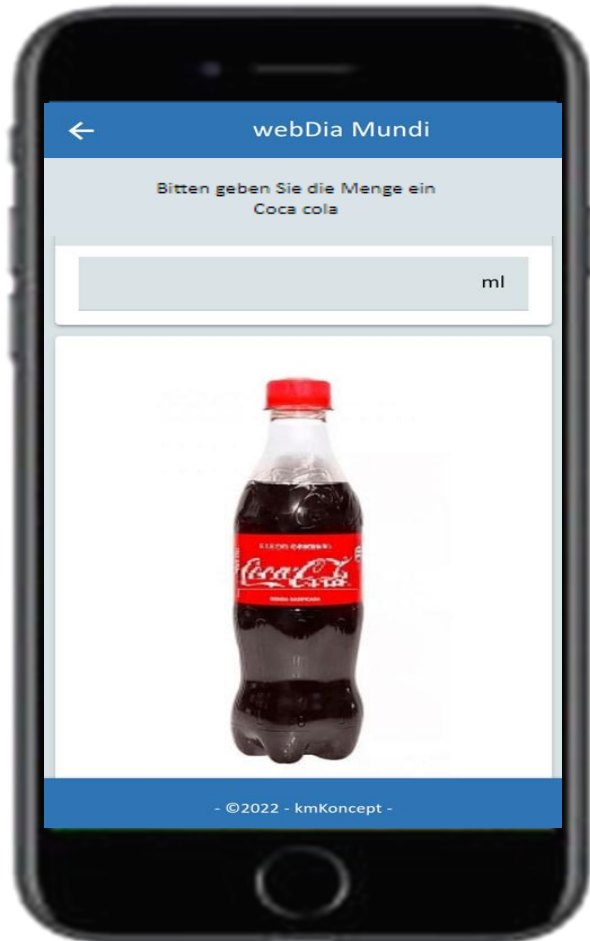 webDia Mundi
Bitten geben Sie die Menge ein
Coca cola
ml
Coca-Cola
- ©2022 - kmKoncept -